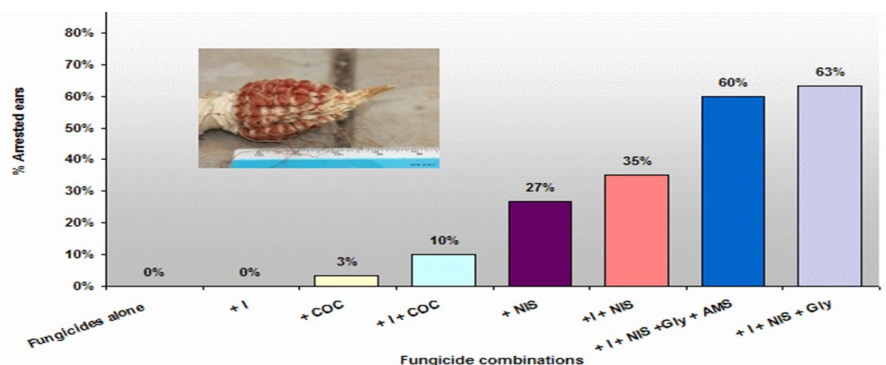 80%
70%
60%
50%
40%
30%
20%
10%
0%
% Arrested ears
0%
0%
3%
10%
27%
35%
60%
63%
Fungicides alone
+ I
+ COC
+ I + COC
+ NIS
+I + NIS
+ I + NIS +Gly + AMS
+ I + NIS + Gly
Fungicide combinations